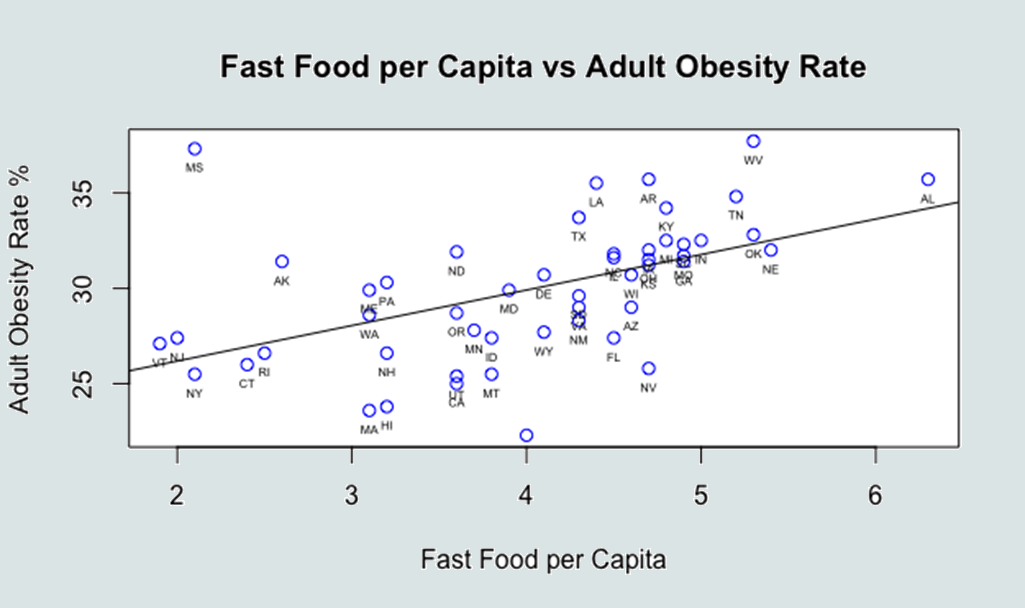 Fast Food per Capita vs Adult Obesity Rate
Adult Obesity Rate %
35
30
25
MS
WV
LA
AR
AL
KY
TN
TX
ND
OK
AK
IN
NE
PA
DE
WI
MO
GA
KS
MD
WA
OR
AZ
VT
NJ
MN
ID
WY
NM
FL
RI
NH
CT
NY
UT
CA
MT
NV
MA
HI
2
3
4
5
6
Fast Food per Capita